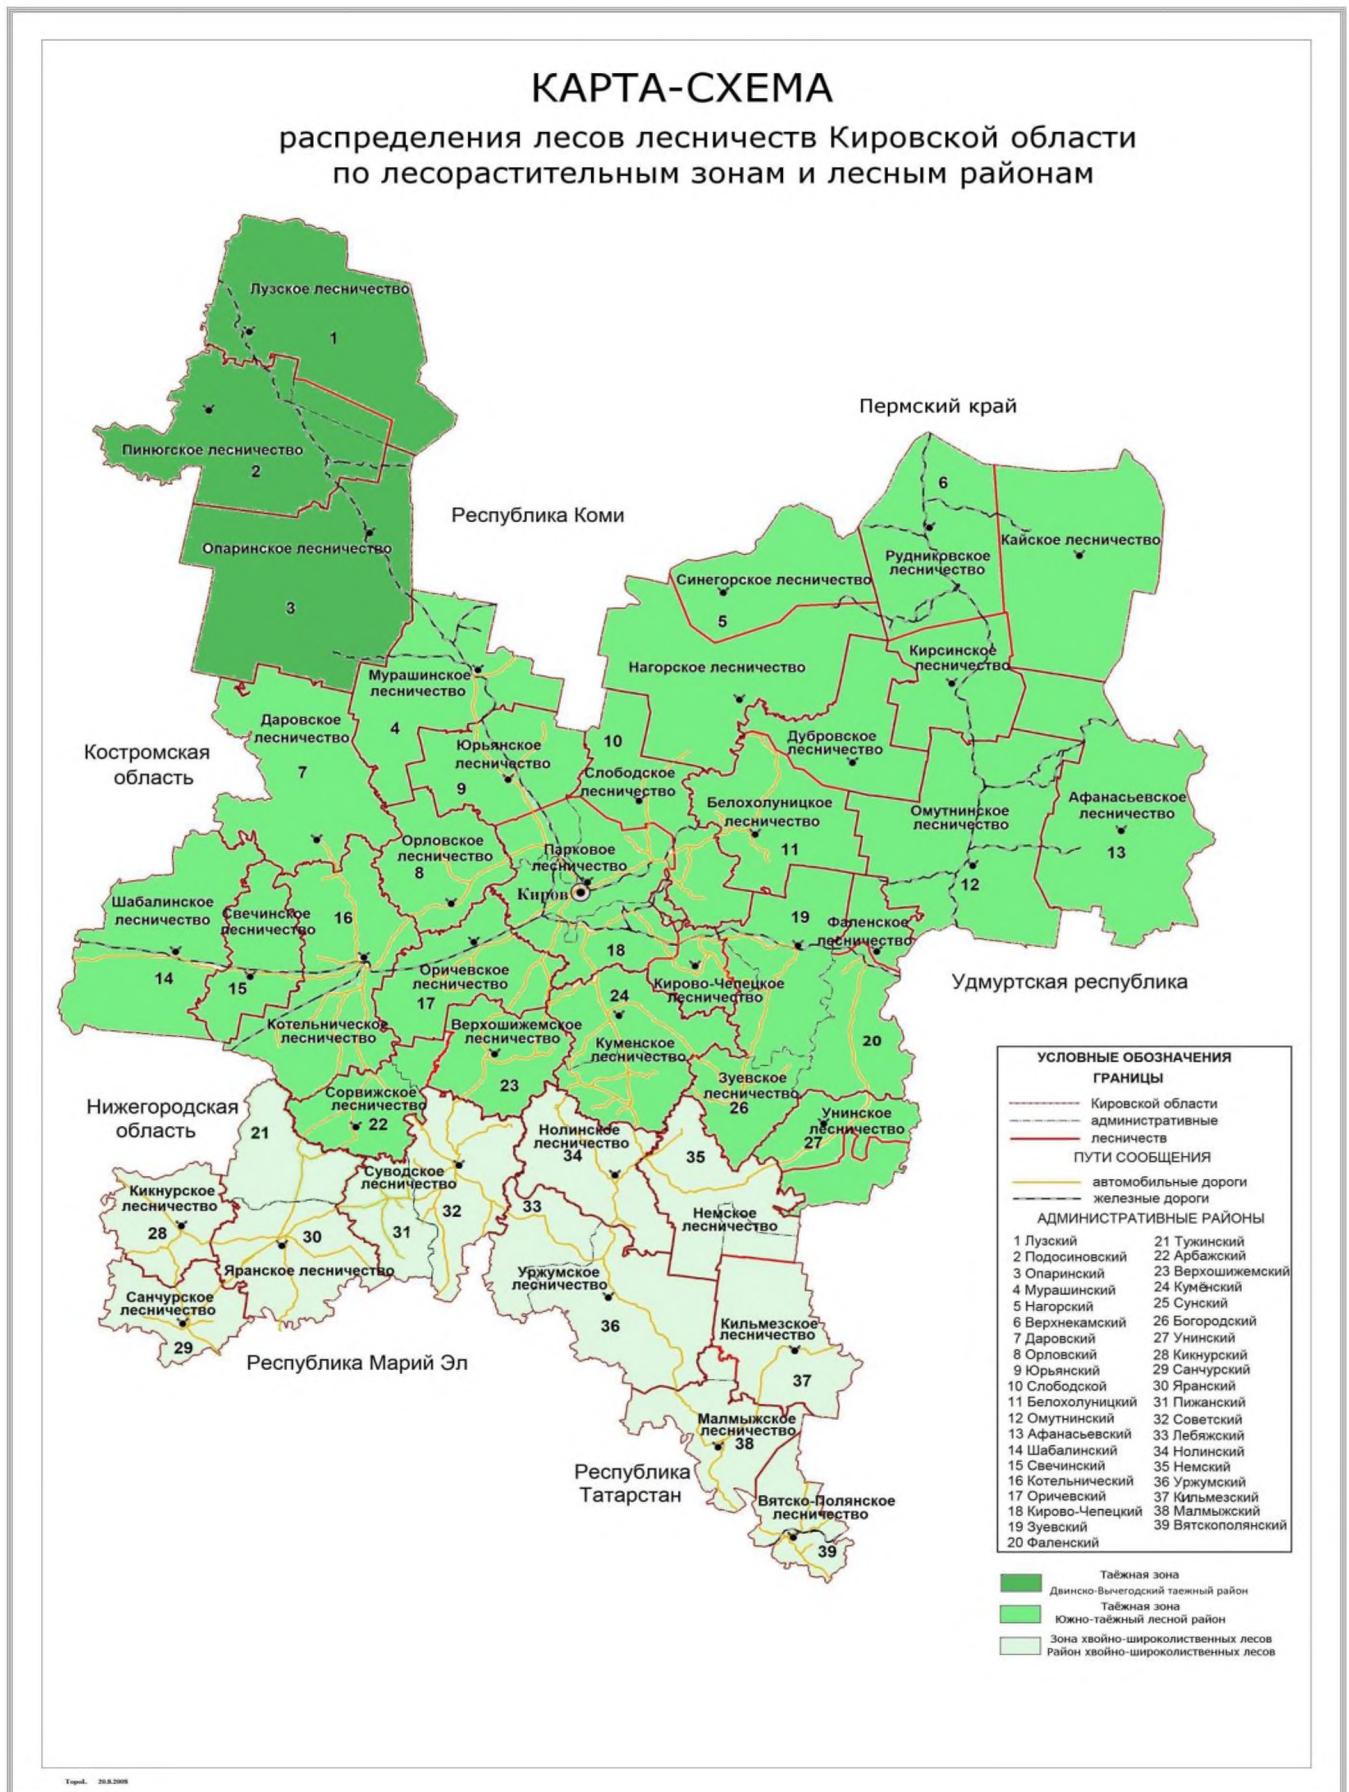 КАРТА-СХЕМА
распределения лесов лесничеств Кировской области
по лесорастительным зонам и лесным районам
Лузское лесничество
1
Пинюгское лесничество
2
Опаринское лесничество
3
Республика Коми
Пермский край
6
Рудниковское
лесничество
Кайское лесничество
Синегорское лесничество
5
Нагорское лесничество
Кирсинское
лесничество
Мурашинское
лесничество
4
Даровское
лесничество
7
Костромская
область
Юрьянское
лесничество
9
10
Слободское
лесничество
Дубровское
лесничество
Белохолуницкое
лесничество
11
Омутнинское
лесничество
12
Афанасьевское
лесничество
13
Орловское
лесничество
8
Парковое
лесничество
Киров
Шабалинское
лесничество
14
Свечинское
лесничество
15
16
19
Фаленское
лесничество
18
Оричевское
лесничество
17
Кирово-Чепецкое
лесничество
Удмуртская республика
24
Куменское
лесничество
Котельническое
лесничество
Верхошижемское
лесничество
23
20
Зуевское
лесничество
26
Сорвижское
лесничество
22
Нижегородская
область
21
Унинское
лесничество
27
Нолинское
лесничество
34
35
Суводское
лесничество
31
32
33
Кикнурское
лесничество
28
30
Яранское лесничество
Немское
лесничество
Санчурское
лесничество
29
Уржумское
лесничество
36
Кильмезское
лесничество
37
Республика Марий Эл
Малмыжское
лесничество
38
Республика
Татарстан
Вятско-Полянское
лесничество
39
УСЛОВНЫЕ ОБОЗНАЧЕНИЯ
ГРАНИЦЫ
Кировской области
административные
лесничеств
ПУТИ СООБЩЕНИЯ
автомобильные дороги
железные дороги
АДМИНИСТРАТИВНЫЕ РАЙОНЫ
1 Лузский
2 Подосиновский
3 Опаринский
4 Мурашинский
5 Нагорский
6 Верхнекамский
7 Даровский
8 Орловский
9 Юрьянский
10 Слободской
11 Белохолуницкий
12 Омутнинский
13 Афанасьевский
14 Шабалинский
15 Свечинский
16 Котельнический
17 Оричевский
18 Кирово-Чепецкий
19 Зуевский
20 Фаленский
21 Тужинский
22 Арбажский
23 Верхошижемский
24 Кумёнский
25 Сунский
26 Богородский
27 Унинский
28 Кикнурский
29 Санчурский
30 Яранский
31 Пижанский
32 Советский
33 Лебяжский
34 Нолинский
35 Немский
36 Уржумский
37 Кильмезский
38 Малмыжский
39 Вятскополянский
Таёжная зона
Двинско-Вычегодский таежный район
Таёжная зона
Южно-таёжный лесной район
Зона хвойно-широколиственных лесов
Район хвойно-широколиственных лесов
TopoL. 20.8.2008